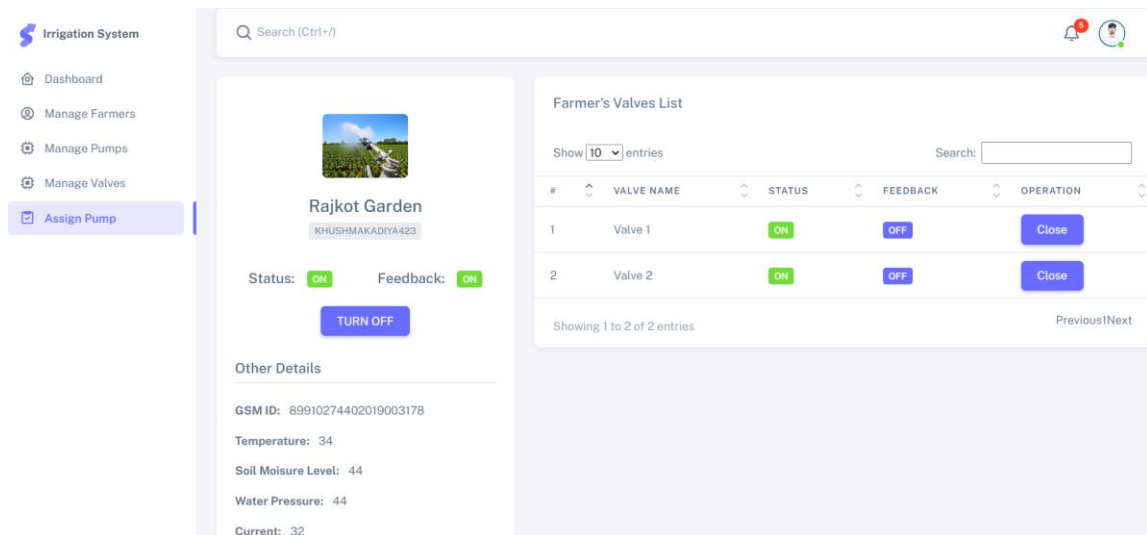 Irrigation System
Dashboard
Manage Farmers
Manage Pumps
Manage Valves
Assign Pump
Search (Ctrl+/)
5
Rajkot Garden
KHUSHMAKADIYA423
Status: ON Feedback: ON
TURN OFF
Other Details
GSM ID: 89910274402019003178
Temperature: 34
Soil Moisure Level: 44
Water Pressure: 44
Current: 32
Farmer's Valves List
Show 10 entries Search:
# VALVE NAME STATUS FEEDBACK OPERATION
1 Valve 1 ON OFF Close
2 Valve 2 ON OFF Close
Showing 1 to 2 of 2 entries Previous1Next